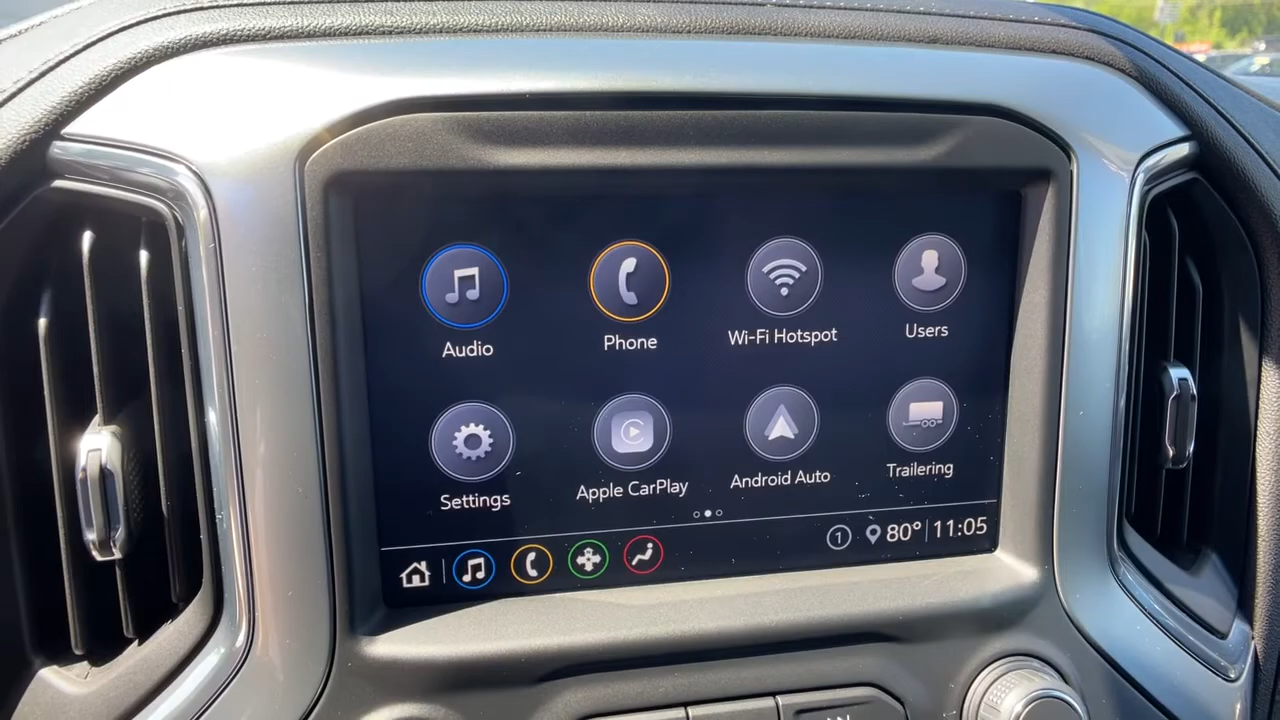 Audio
Phone
Wi-Fi Hotspot
Users
Settings
Apple CarPlay
Android Auto
Trailering
1
80° 11:05